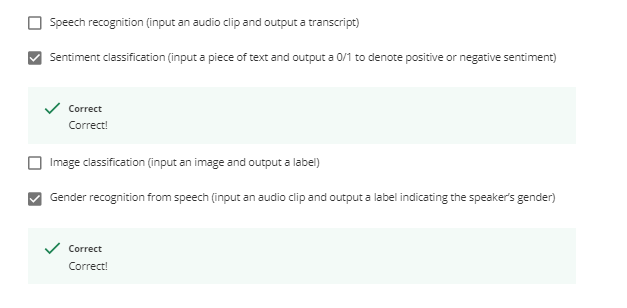 Speech recognition (input an audio clip and output a transcript)
Sentiment classification (input a piece of text and output a 0/1 to denote positive or negative sentiment)
Correct
Correct!
Image classification (input an image and output a label)
Gender recognition from speech (input an audio clip and output a label indicating the speaker's gender)
Correct
Correct!